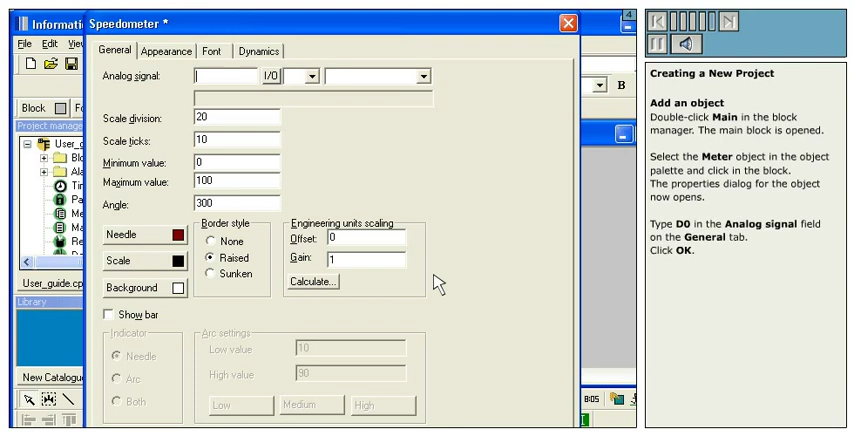 Informati
Speedometer *
4
File Edit Viev
General Appearance Font Dynamics
Analog signal: I/O
B
Block Fo
Scale division: 20
Project manage
Scale ticks: 10
User_g
Blo
Minimum value: 0
Ala
Maximum value: 100
Tir
Pa
Angle: 300
Me
Ma
Re
Border style
Engineering units scaling
Needle
None
Offset: 0
Scale
Raised
Gain: 1
Sunken
User_guide.cp
Background
Calculate...
Library
Show bar
Indicator
Arc settings
Needle
Low value 10
Arc
High value 90
New Catalogue
Both
Low Medium High
8:05
Creating a New Project
Add an object
Double-click Main in the block
manager. The main block is opened.
Select the Meter object in the object
palette and click in the block.
The properties dialog for the object
now opens.
Type D0 in the Analog signal field
on the General tab.
Click OK.